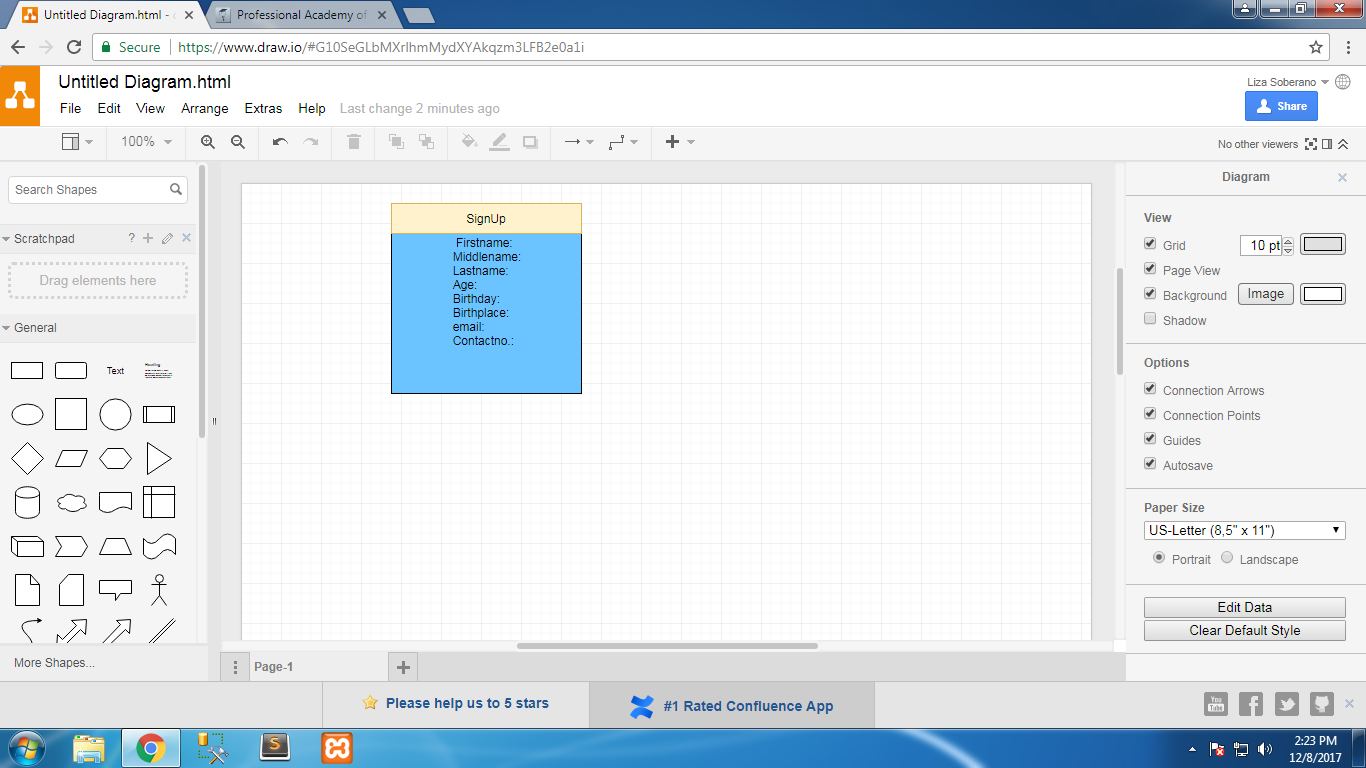 Untitled Diagram.html - d
Professional Academy of
Secure
https://www.draw.io/#G10SeGLbMXrlhmMydXYAkqzm3LFB2e0a1i
Untitled Diagram.html
Liza Soberano
File Edit View Arrange Extras Help Last change 2 minutes ago
Share
100%
No other viewers
Search Shapes
Scratchpad
?
Drag elements here
General
Text
Heading
More Shapes...
SignUp
Firstname:
Middlename:
Lastname:
Age:
Birthday:
Birthplace:
email:
Contactno.:
Page-1
Diagram
View
Grid 10 pt
Page View
Background Image
Shadow
Options
Connection Arrows
Connection Points
Guides
Autosave
Paper Size
US-Letter (8,5" x 11")
Portrait Landscape
Edit Data
Clear Default Style
Please help us to 5 stars
#1 Rated Confluence App
You
Tube
S
2:23 PM
12/8/2017